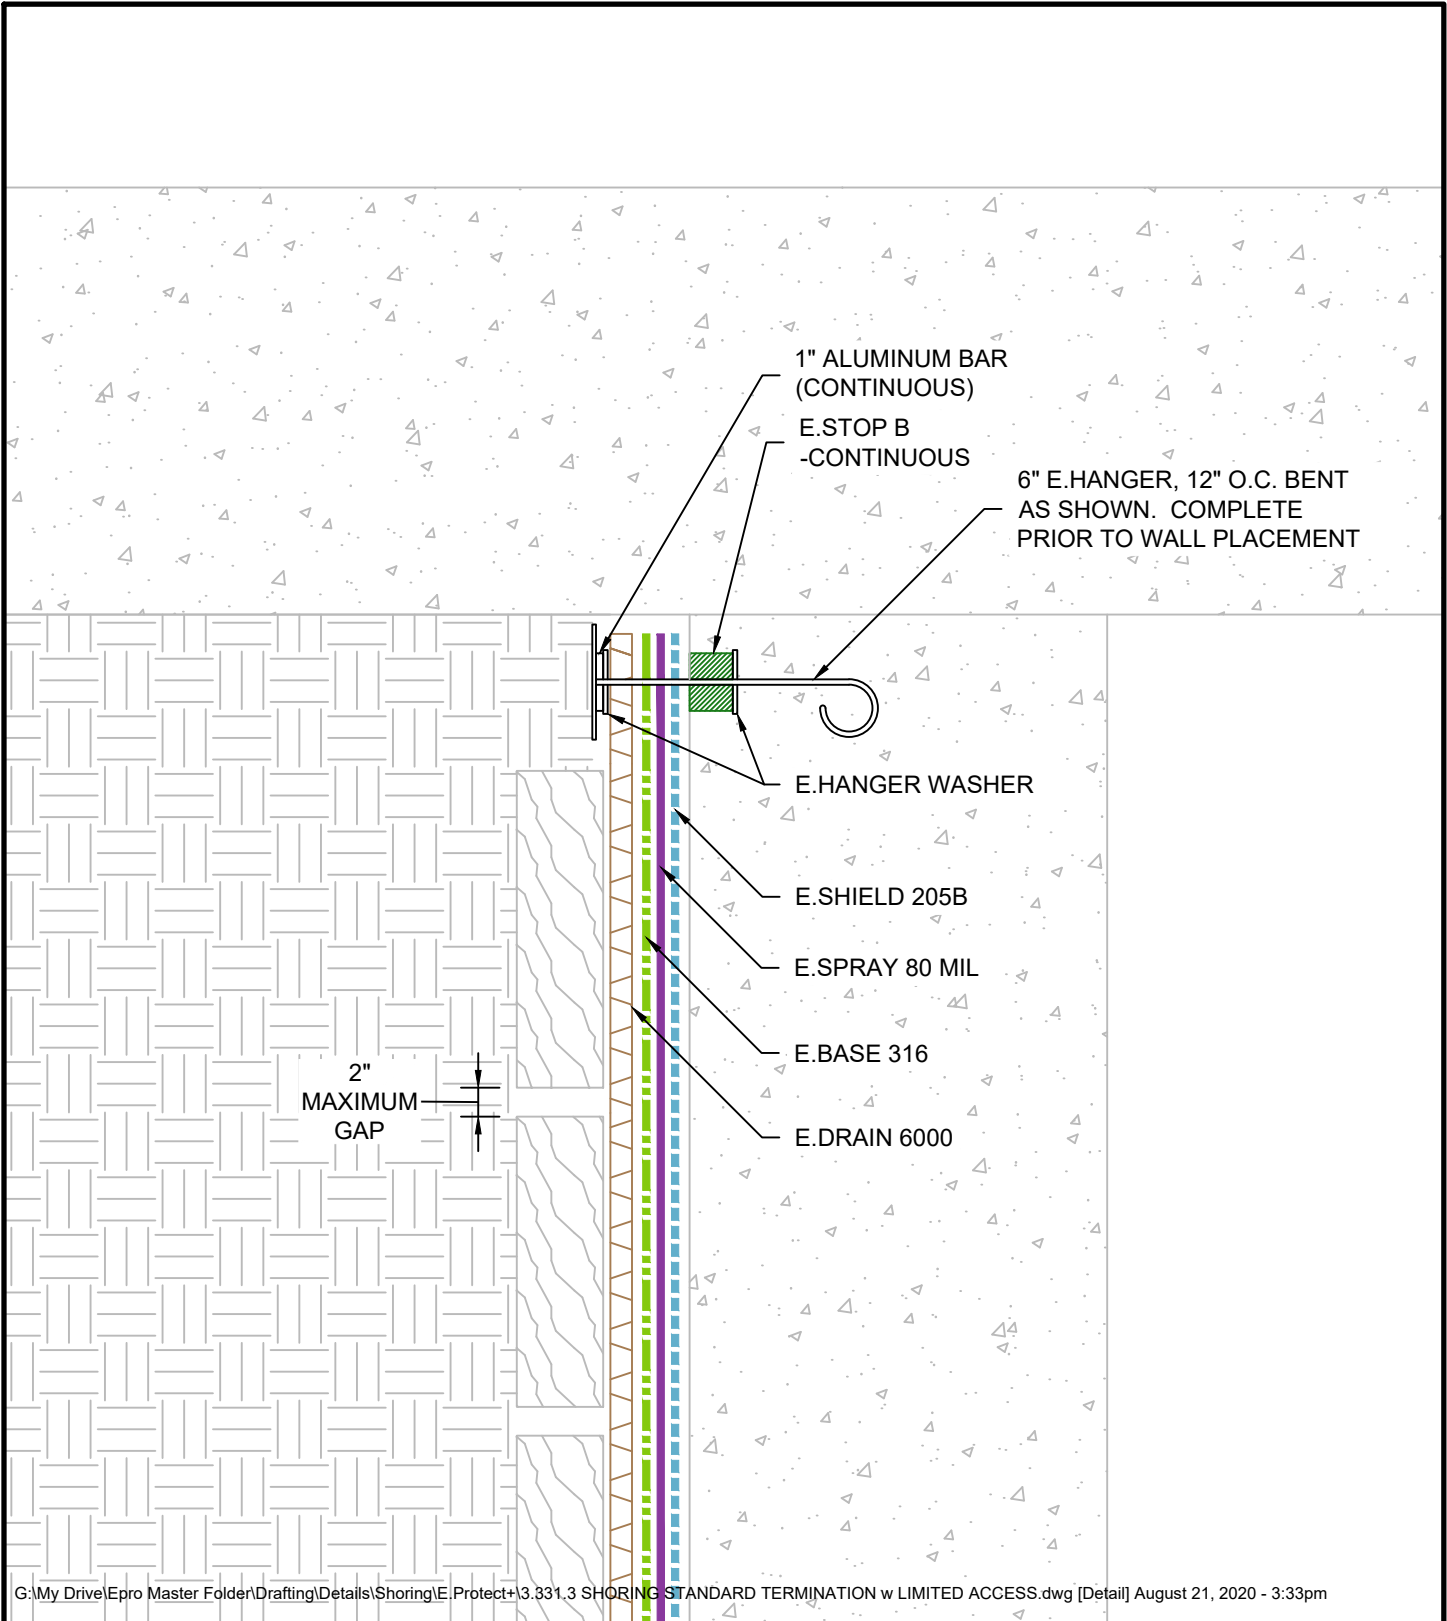 1" ALUMINUM BAR
(CONTINUOUS)
E.STOP B
-CONTINUOUS
6" E.HANGER, 12" O.C. BENT
AS SHOWN. COMPLETE
PRIOR TO WALL PLACEMENT
E.HANGER WASHER
E.SHIELD 205B
E.SPRAY 80 MIL
E.BASE 316
2"
MAXIMUM
GAP
E.DRAIN 6000
G:\My Drive\Epro Master Folder\Drafting\Details\Shoring\E.Protect+\3.331.3 SHORING STANDARD TERMINATION w LIMITED ACCESS.dwg [Detail] August 21, 2020 - 3:33pm